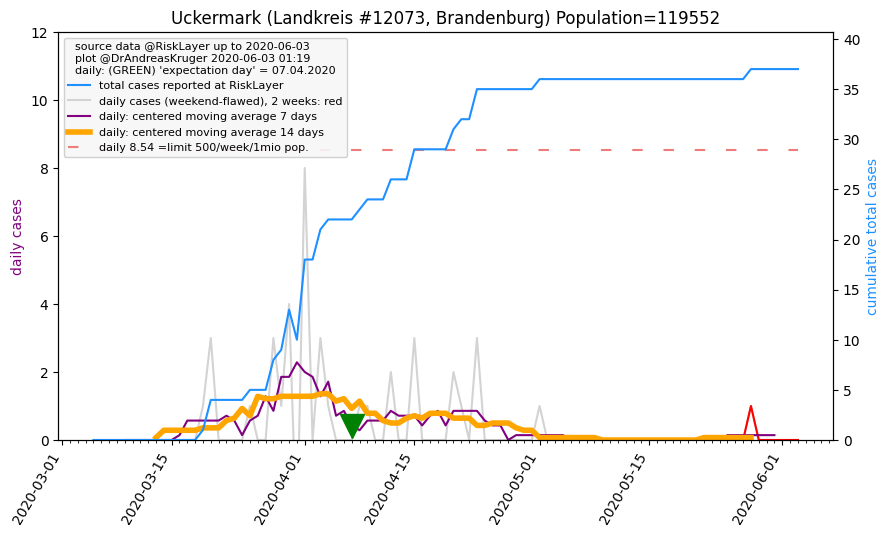 Uckermark (Landkreis #12073, Brandenburg) Population=119552
source data @RiskLayer up to 2020-06-03
plot @DrAndreasKruger 2020-06-03 01:19
daily: (GREEN) 'expectation day' = 07.04.2020
total cases reported at RiskLayer
daily cases (weekend-flawed), 2 weeks: red
daily: centered moving average 7 days
daily: centered moving average 14 days
daily 8.54 =limit 500/week/1mio pop.
daily cases
12
10
8
6
4
2
0
cumulative total cases
40
35
30
25
20
15
10
5
0
2020-03-01
2020-03-15
2020-04-01
2020-04-15
2020-05-01
2020-05-15
2020-06-01